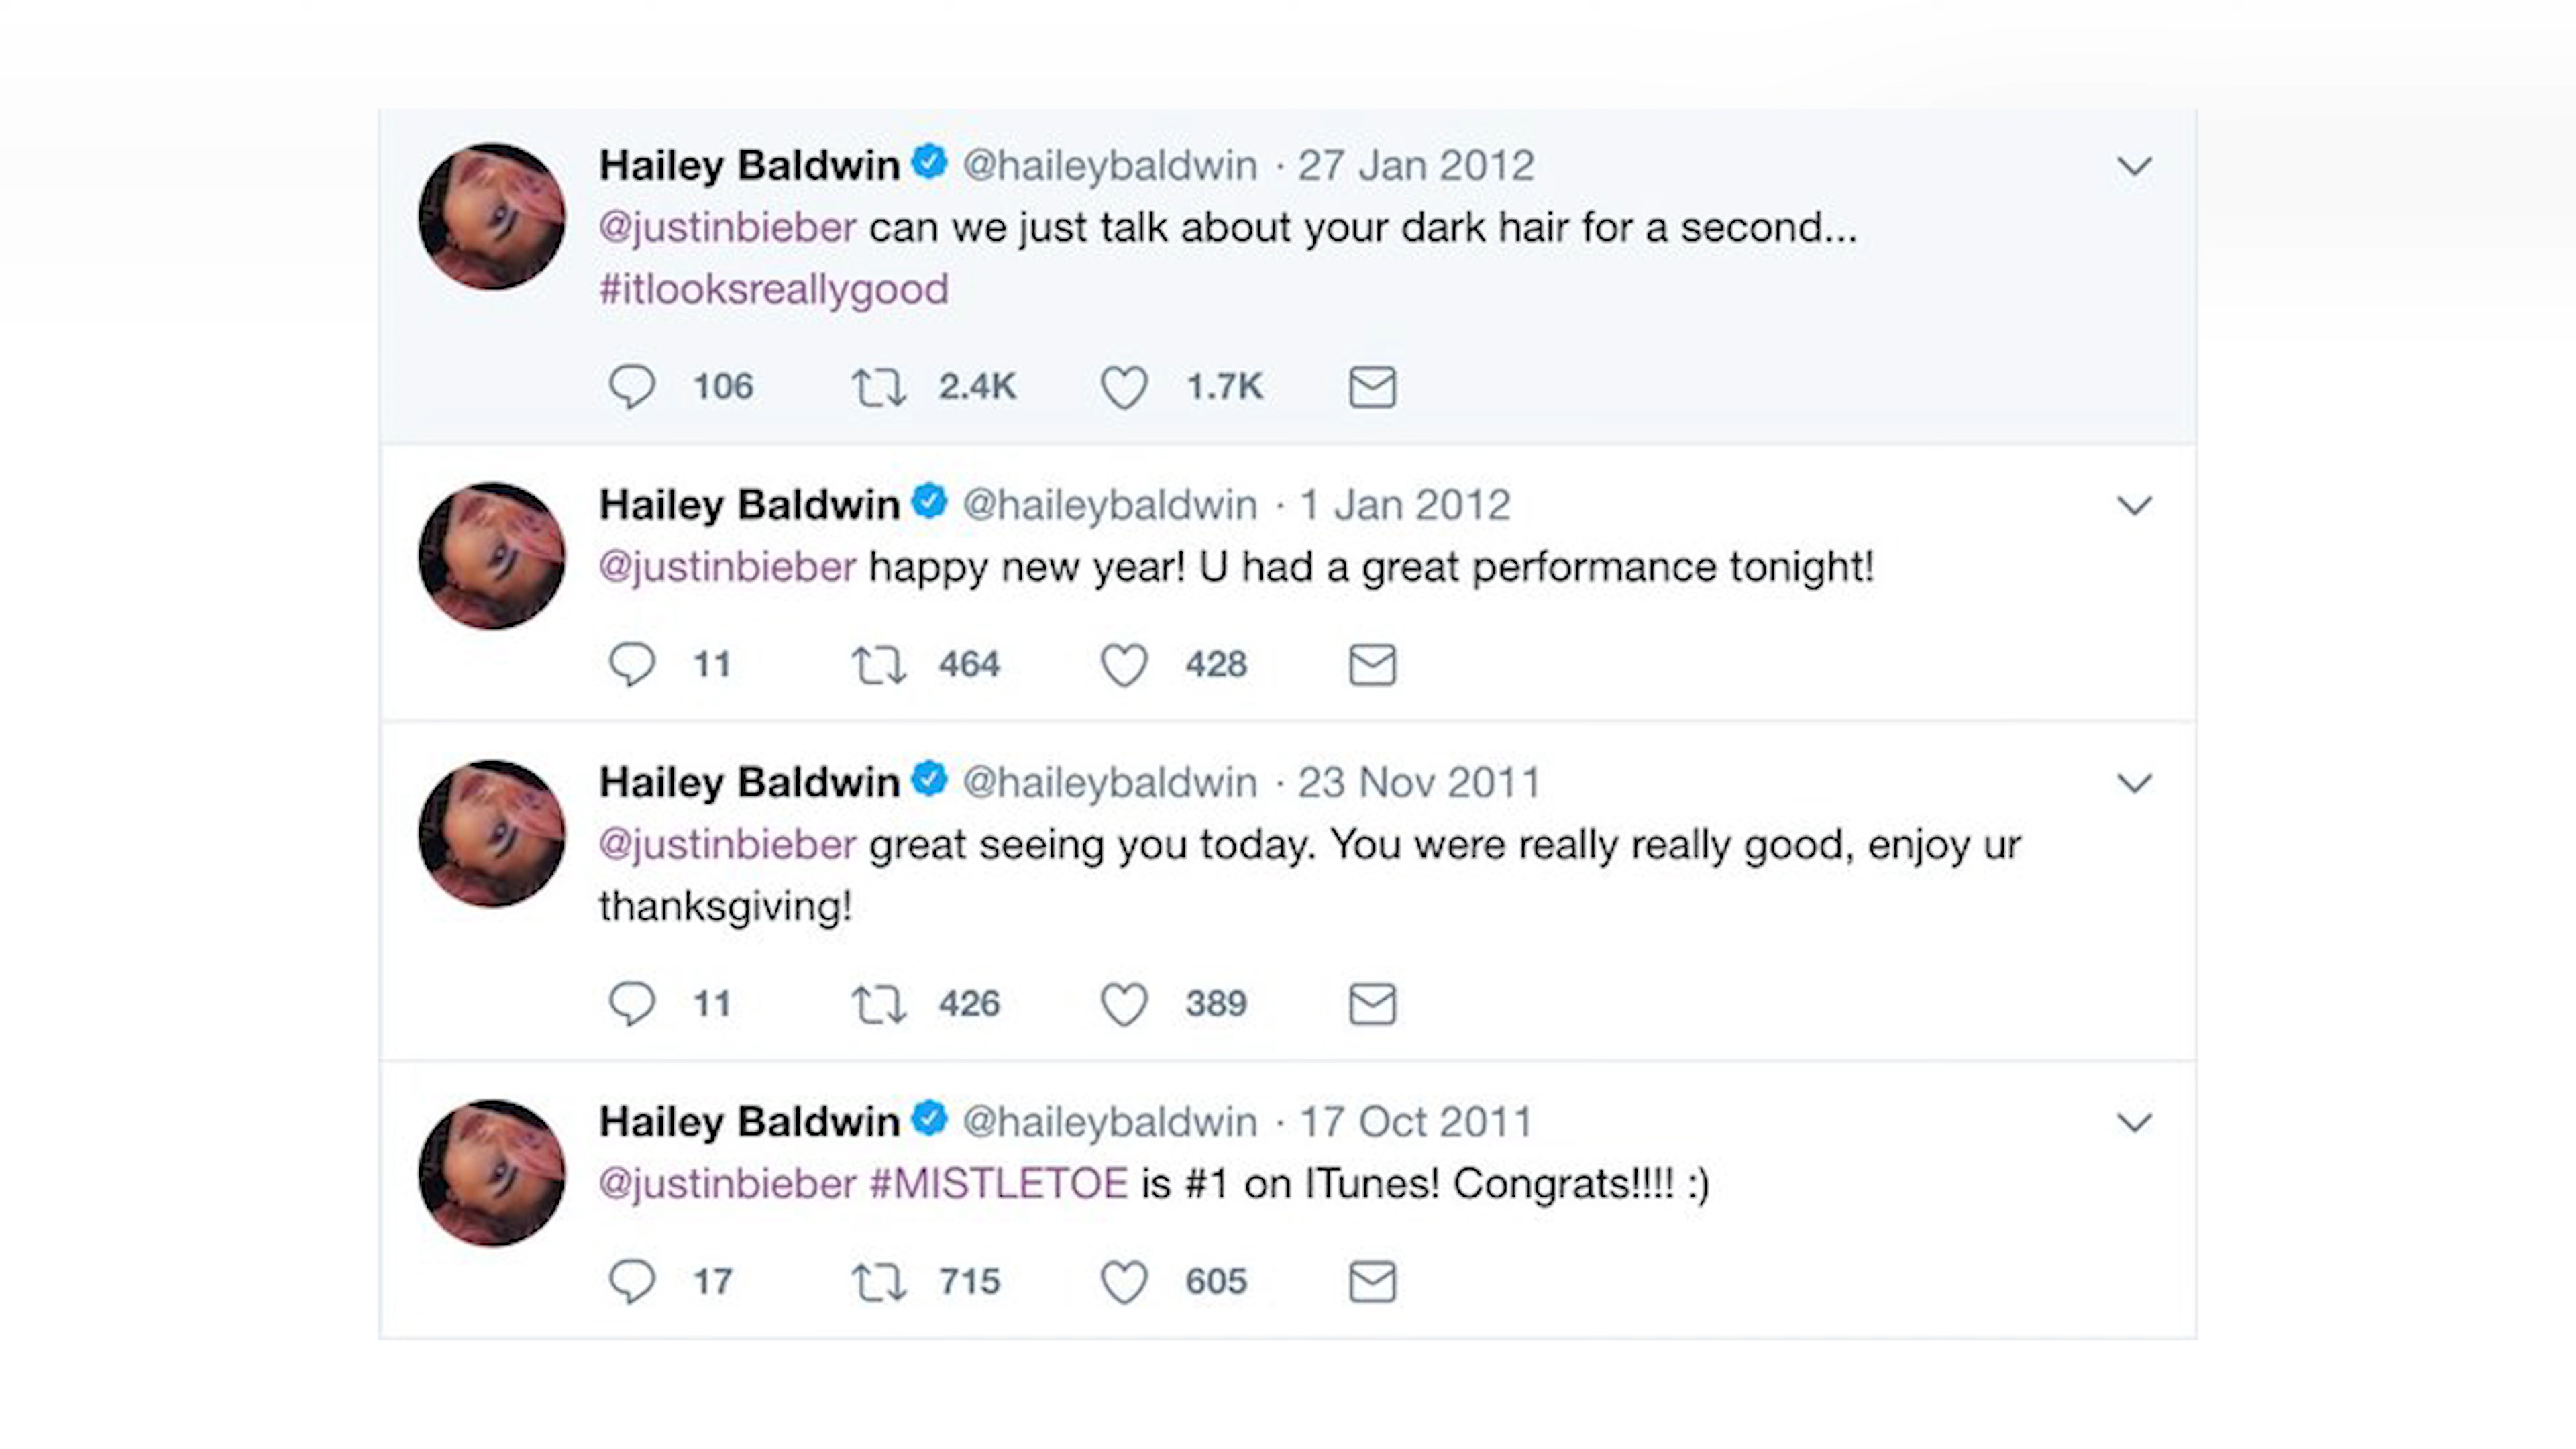 Hailey Baldwin @haileybaldwin · 27 Jan 2012
@justinbieber can we just talk about your dark hair for a second...
#itlooksreallygood
106 2.4K 1.7K
Hailey Baldwin @haileybaldwin · 1 Jan 2012
@justinbieber happy new year! U had a great performance tonight!
11 464 428
Hailey Baldwin @haileybaldwin · 23 Nov 2011
@justinbieber great seeing you today. You were really really good, enjoy ur
thanksgiving!
11 426 389
Hailey Baldwin @haileybaldwin · 17 Oct 2011
@justinbieber #MISTLETOE is #1 on ITunes! Congrats!!!! :)
17 715 605